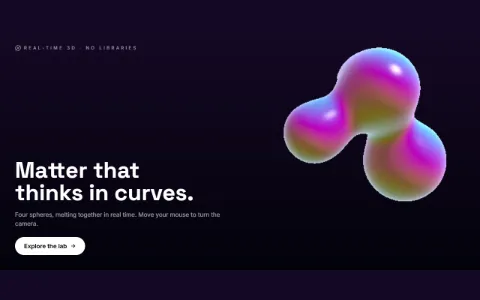 REAL-TIME 3D · NO LIBRARIES
Matter that
thinks in curves.
Four spheres, melting together in real time. Move your mouse to turn the
camera.
Explore the lab →